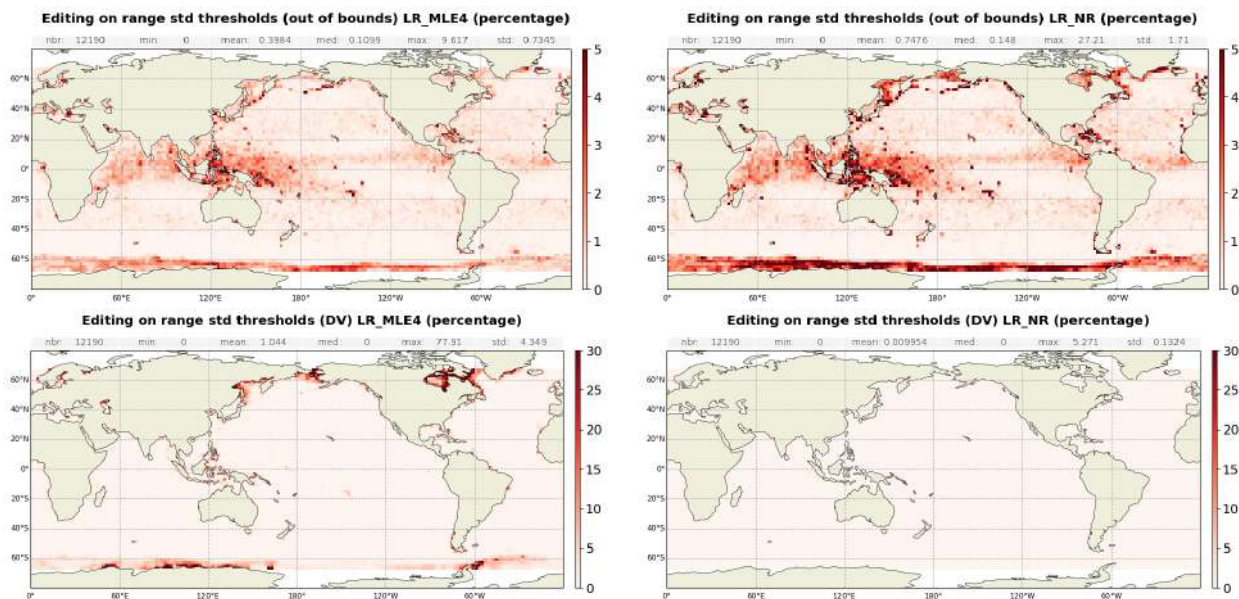 Editing on range std thresholds (out of bounds) LR_MLE4 (percentage)
nbr: 12190 min: 0 mean: 0.3984 med: 0.1099 max: 9.617 std: 0.7345
60°N
40°N
20°N
0°
20°S
40°S
60°S
0° 60°E 120°E 180° 120°W 60°W
5
4
3
2
1
0
Editing on range std thresholds (out of bounds) LR_NR (percentage)
nbr: 12190 min: 0 mean: 0.7476 med: 0.148 max: 27.21 std: 1.71
60°N
40°N
20°N
0°
20°S
40°S
60°S
0° 60°E 120°E 180° 120°W 60°W
5
4
3
2
1
0
Editing on range std thresholds (DV) LR_MLE4 (percentage)
nbr: 12190 min: 0 mean: 1.044 med: 0 max: 77.91 std: 4.349
60°N
40°N
20°N
0°
20°S
40°S
60°S
0° 60°E 120°E 180° 120°W 60°W
30
25
20
15
10
5
0
Editing on range std thresholds (DV) LR_NR (percentage)
nbr: 12190 min: 0 mean: 0.009954 med: 0 max: 5.271 std: 0.1324
60°N
40°N
20°N
0°
20°S
40°S
60°S
0° 60°E 120°E 180° 120°W 60°W
30
25
20
15
10
5
0